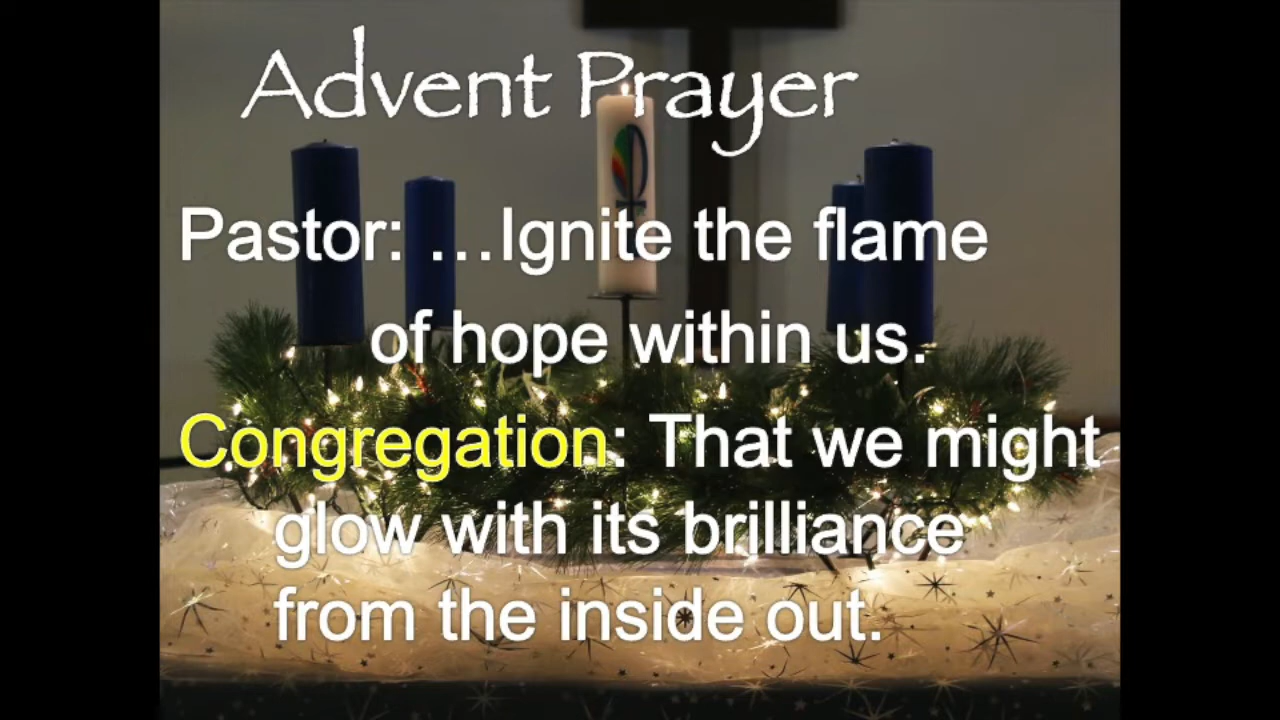 Advent Prayer
Pastor: …Ignite the flame
of hope within us.
Congregation: That we might
glow with its brilliance
from the inside out.